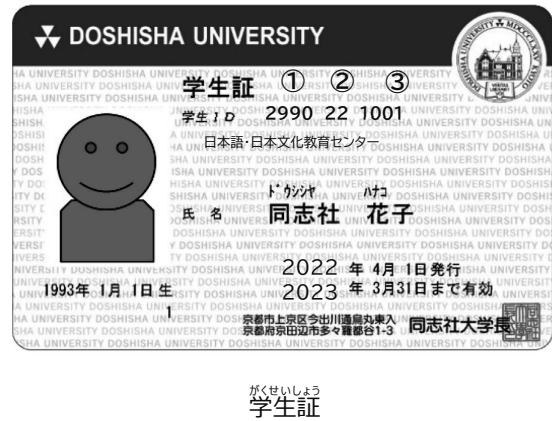 DOSHISHA UNIVERSITY
学生証 ① ② ③
学生ID 2990 22 1001
日本語・日本文化教育センター
ドウシシヤ ハナコ
氏 名 同志社 花子
2022 年 4月 1日発行
1993年 1月 1日生 2023 年 3月31日まで有効
1
京都市上京区今出川通烏丸東入
京都府京田辺市多々羅都谷1-3 同志社大学長
がくせいしょう
学生証